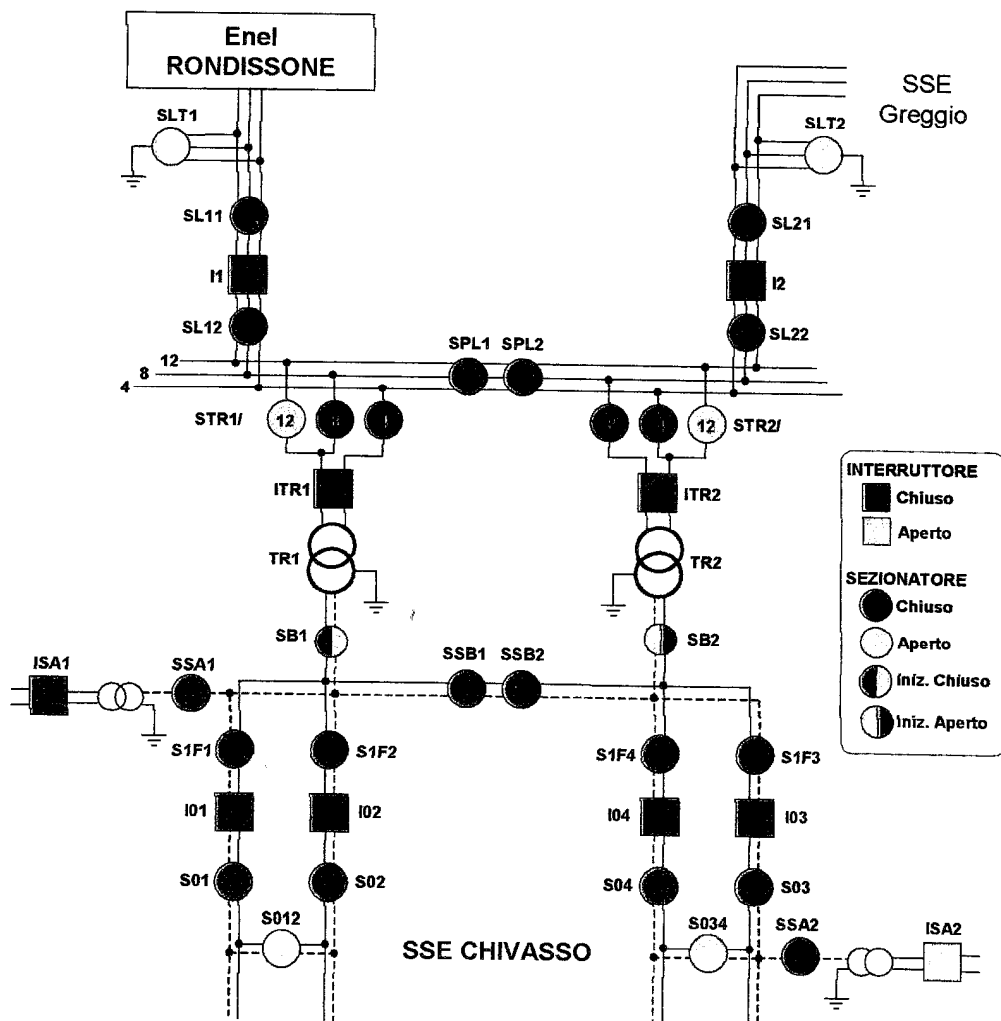 Enel
RONDISSONE
SSE
Greggio
SLT1
SLT2
SL11
SL21
I1
I2
SL12
SL22
SPL1 SPL2
12
8
4
STR1/ 12
12 STR2/
ITR1
ITR2
TR1
TR2
SB1
SB2
SSB1 SSB2
ISA1
SSA1
S1F1
S1F2
S1F4
S1F3
I01
I02
I04
I03
S01
S02
S04
S03
S012
S034
SSA2
ISA2
SSE CHIVASSO
INTERRUTTORE
Chiuso
Aperto
SEZIONATORE
Chiuso
Aperto
Iniz. Chiuso
Iniz. Aperto